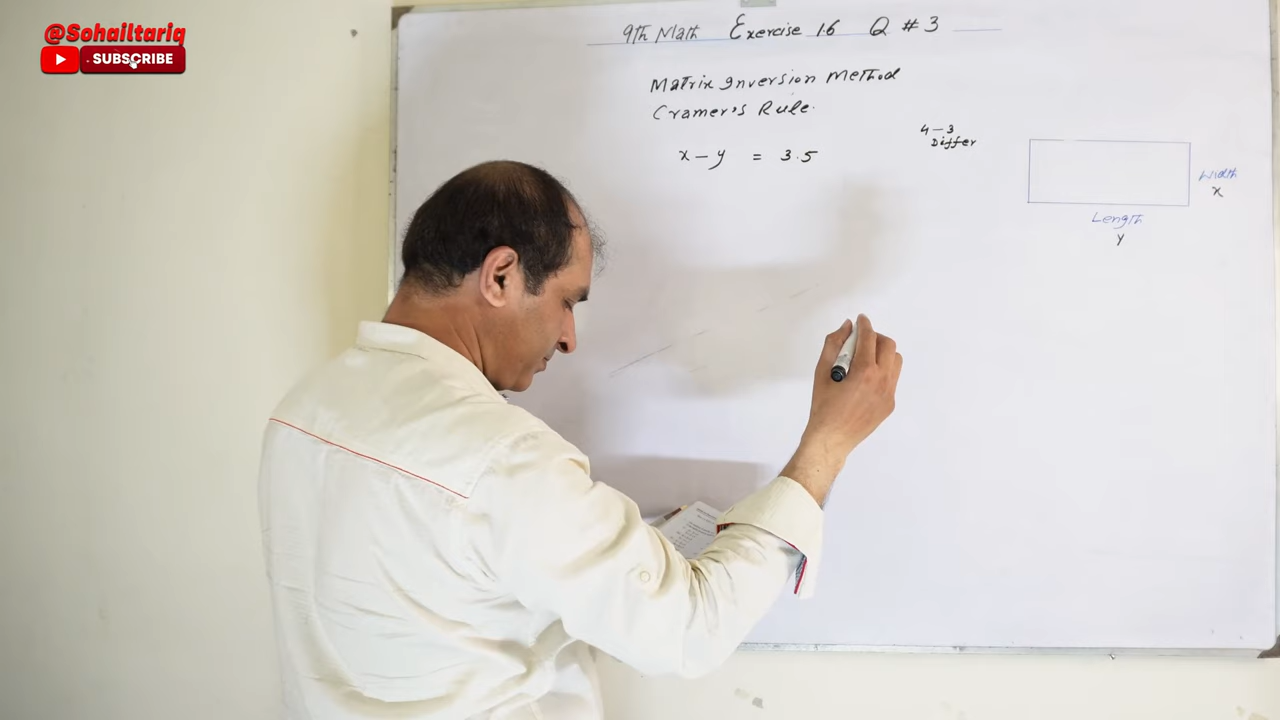 @Sohailtariq
SUBSCRIBE
9th Math Exercise 1.6 Q # 3
Matrix Inversion Method
Cramer's Rule.
x - y = 3.5
4 - 3
Differ
Width
x
Length
y